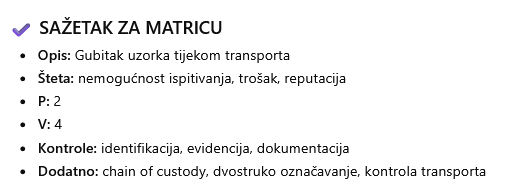 SAŽETAK ZA MATRICU
Opis: Gubitak uzorka tijekom transporta
Šteta: nemogućnost ispitivanja, trošak, reputacija
P: 2
V: 4
Kontrole: identifikacija, evidencija, dokumentacija
Dodatno: chain of custody, dvostruko označavanje, kontrola transporta